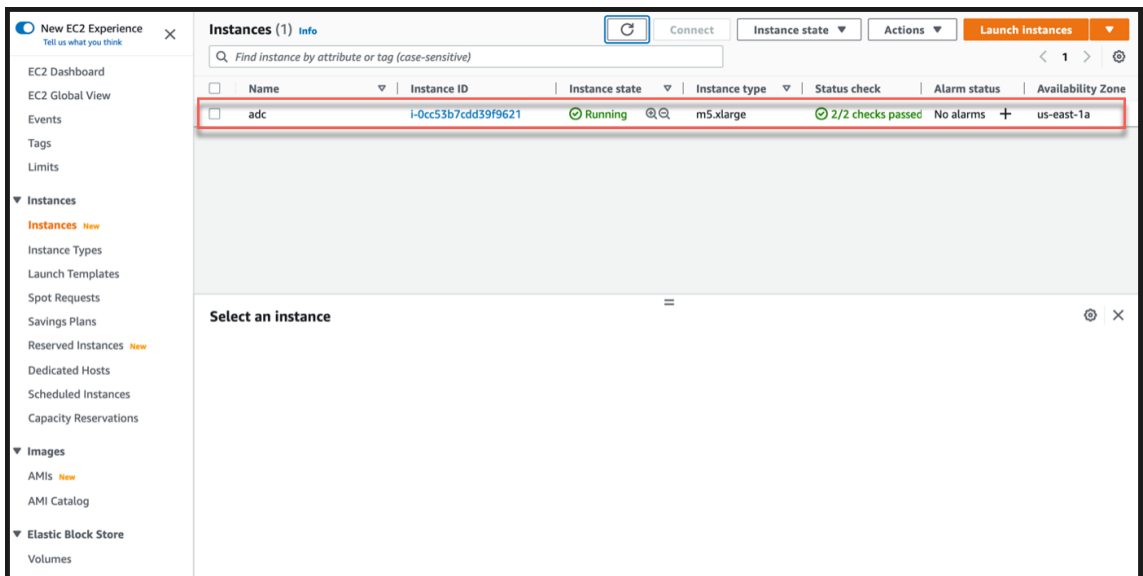 New EC2 Experience
Tell us what you think
EC2 Dashboard
EC2 Global View
Events
Tags
Limits
Instances
Instances New
Instance Types
Launch Templates
Spot Requests
Savings Plans
Reserved Instances New
Dedicated Hosts
Scheduled Instances
Capacity Reservations
Images
AMIs New
AMI Catalog
Elastic Block Store
Volumes
Instances (1) Info
Connect
Instance state
Actions
Launch instances
Find instance by attribute or tag (case-sensitive)
1
Name Instance ID Instance state Instance type Status check Alarm status Availability Zone
adc i-0cc53b7cdd39f9621 Running m5.xlarge 2/2 checks passed No alarms + us-east-1a
Select an instance